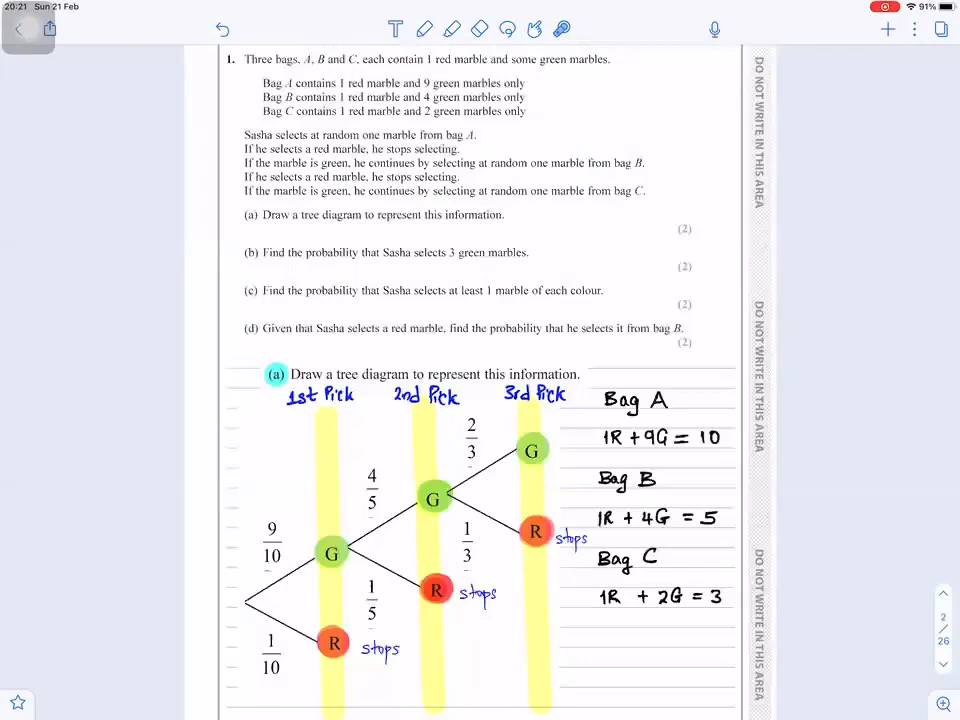 20:21 Sun 21 Feb
91%
1. Three bags, A, B and C, each contain 1 red marble and some green marbles.
Bag A contains 1 red marble and 9 green marbles only
Bag B contains 1 red marble and 4 green marbles only
Bag C contains 1 red marble and 2 green marbles only
Sasha selects at random one marble from bag A.
If he selects a red marble, he stops selecting.
If the marble is green, he continues by selecting at random one marble from bag B.
If he selects a red marble, he stops selecting.
If the marble is green, he continues by selecting at random one marble from bag C.
(a) Draw a tree diagram to represent this information.
(2)
(b) Find the probability that Sasha selects 3 green marbles.
(2)
(c) Find the probability that Sasha selects at least 1 marble of each colour.
(2)
(d) Given that Sasha selects a red marble, find the probability that he selects it from bag B.
(2)
(a) Draw a tree diagram to represent this information.
1st Pick 2nd Pick 3rd Pick
2/3
G
4/5
G
9/10
G
1/3
R stops
1/5
R stops
1/10
R stops
Bag A
1R + 9G = 10
Bag B
1R + 4G = 5
Bag C
1R + 2G = 3
DO NOT WRITE IN THIS AREA
DO NOT WRITE IN THIS AREA
DO NOT WRITE IN THIS AREA
2
/
26